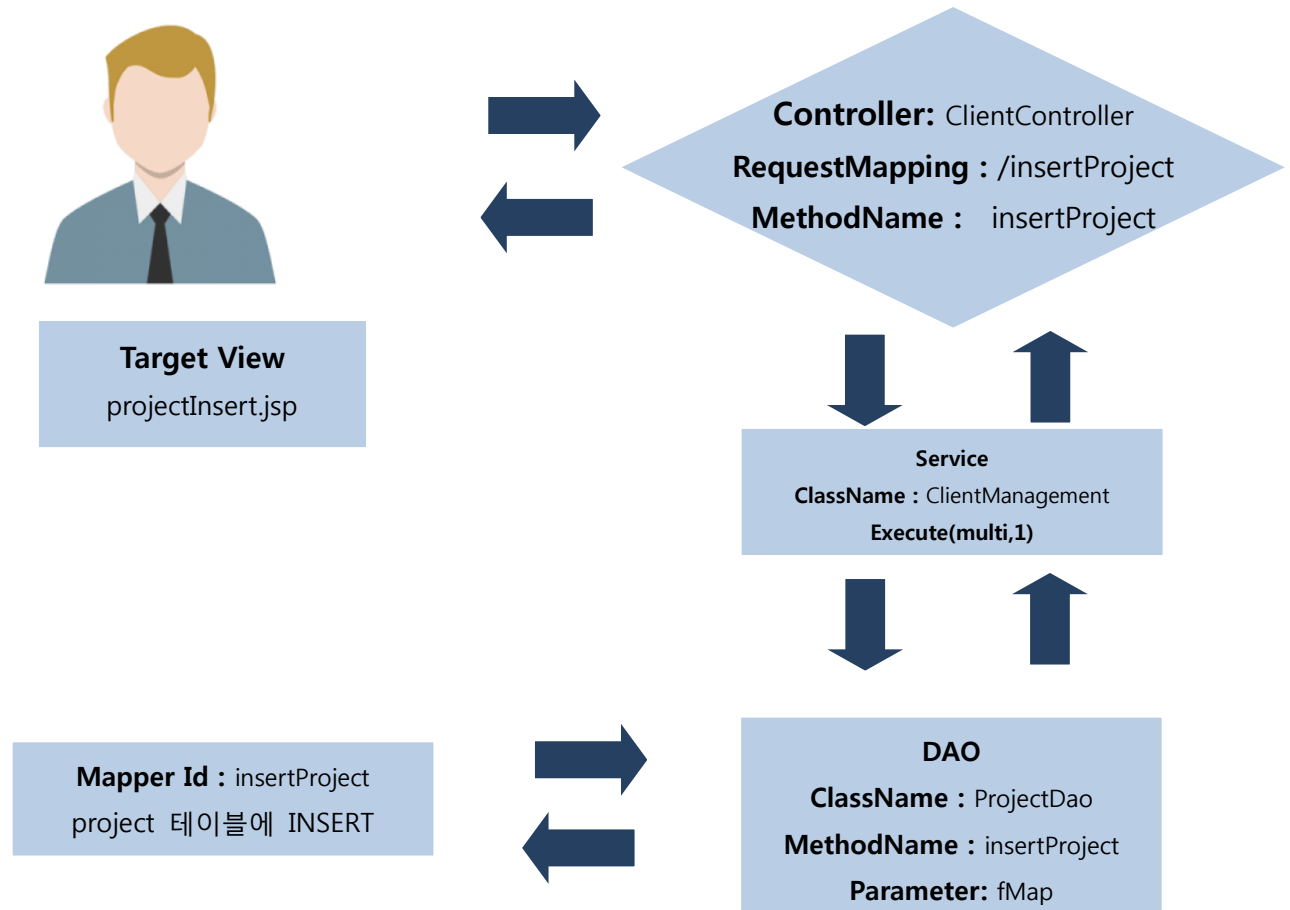 Controller: ClientController
RequestMapping : /insertProject
MethodName : insertProject
Target View
projectInsert.jsp
Service
ClassName : ClientManagement
Execute(multi,1)
Mapper Id : insertProject
project 테이블에 INSERT
DAO
ClassName : ProjectDao
MethodName : insertProject
Parameter: fMap